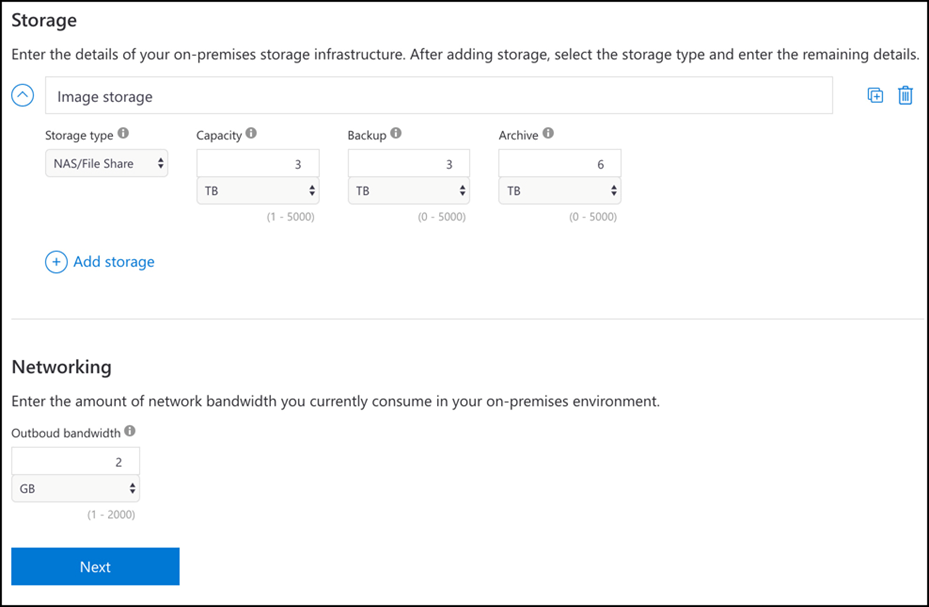 Storage
Enter the details of your on-premises storage infrastructure. After adding storage, select the storage type and enter the remaining details.
Image storage
Storage type Capacity Backup Archive
NAS/File Share 3 3 6
TB TB TB
(1 - 5000) (0 - 5000) (0 - 5000)
Add storage
Networking
Enter the amount of network bandwidth you currently consume in your on-premises environment.
Outboud bandwidth
2
GB
(1 - 2000)
Next